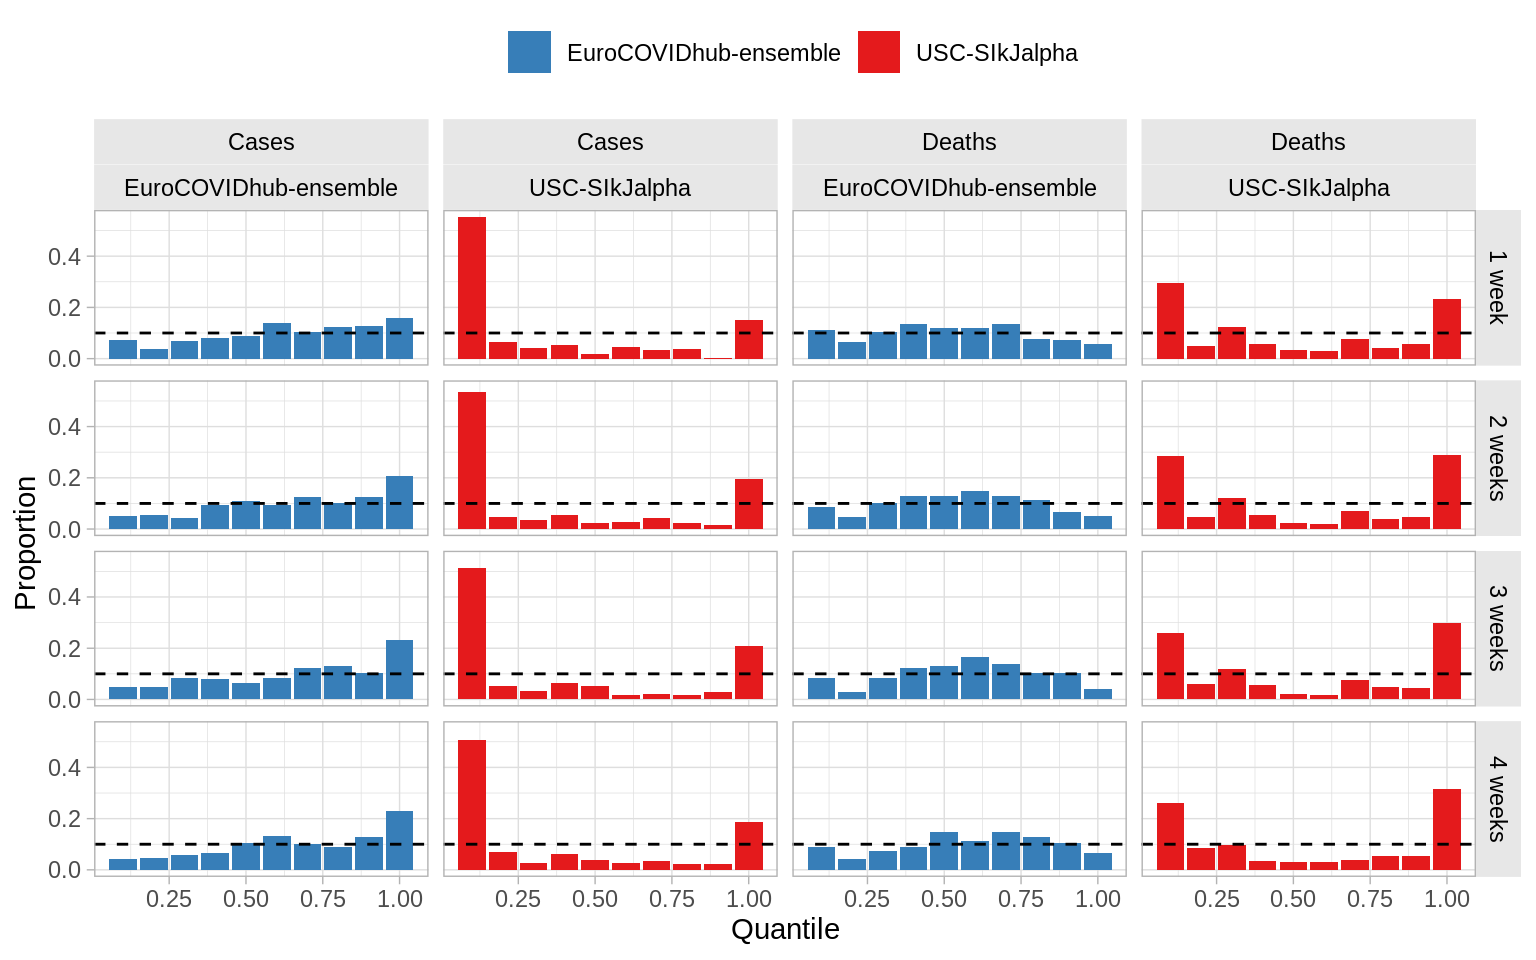 EuroCOVIDhub-ensemble USC-SIkJalpha
Cases Cases Deaths Deaths
EuroCOVIDhub-ensemble USC-SIkJalpha EuroCOVIDhub-ensemble USC-SIkJalpha
0.4
0.2
0.0
1 week
0.4
0.2
0.0
2 weeks
Proportion
0.4
0.2
0.0
3 weeks
0.4
0.2
0.0
4 weeks
0.25 0.50 0.75 1.00 0.25 0.50 0.75 1.00 0.25 0.50 0.75 1.00 0.25 0.50 0.75 1.00
Quantile